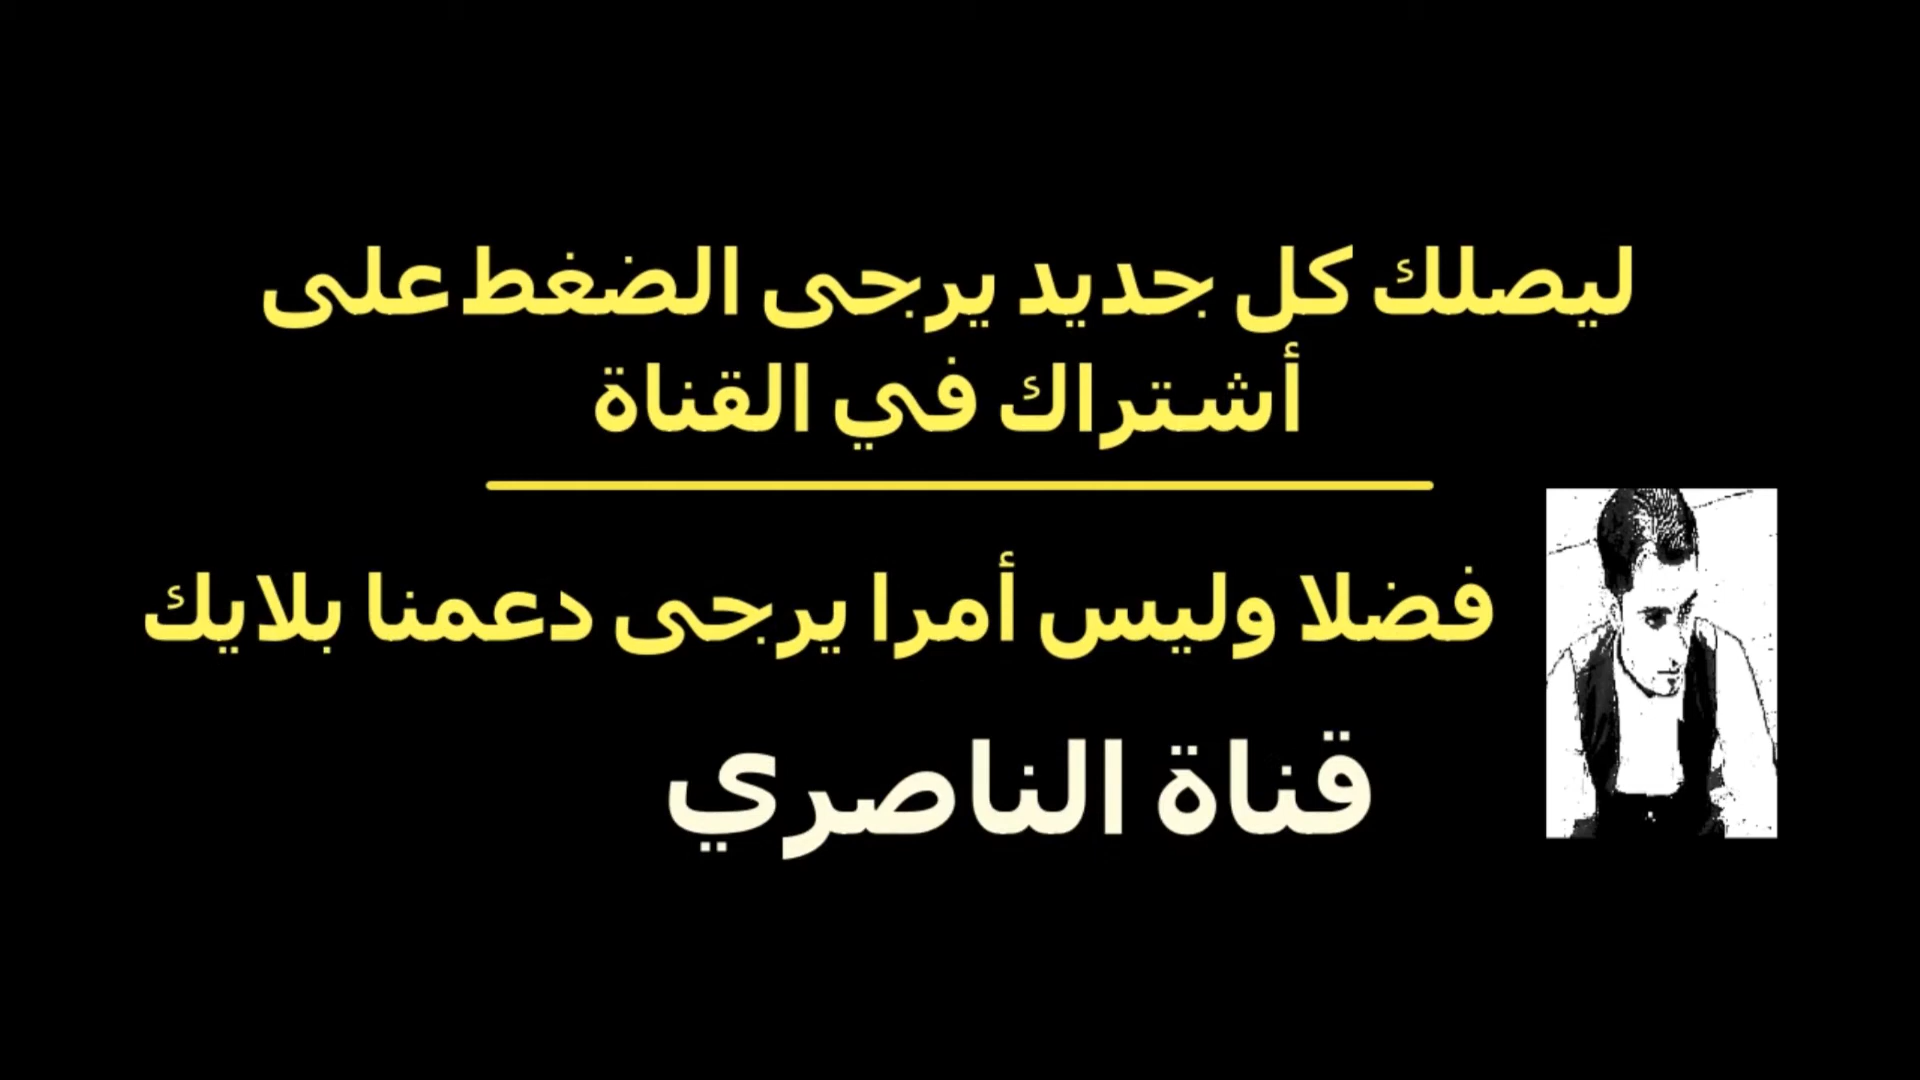 ليصلك كل جديد يرجى الضغط على
أشتراك في القناة
فضلا وليس أمرا يرجى دعمنا بلايك
قناة الناصري